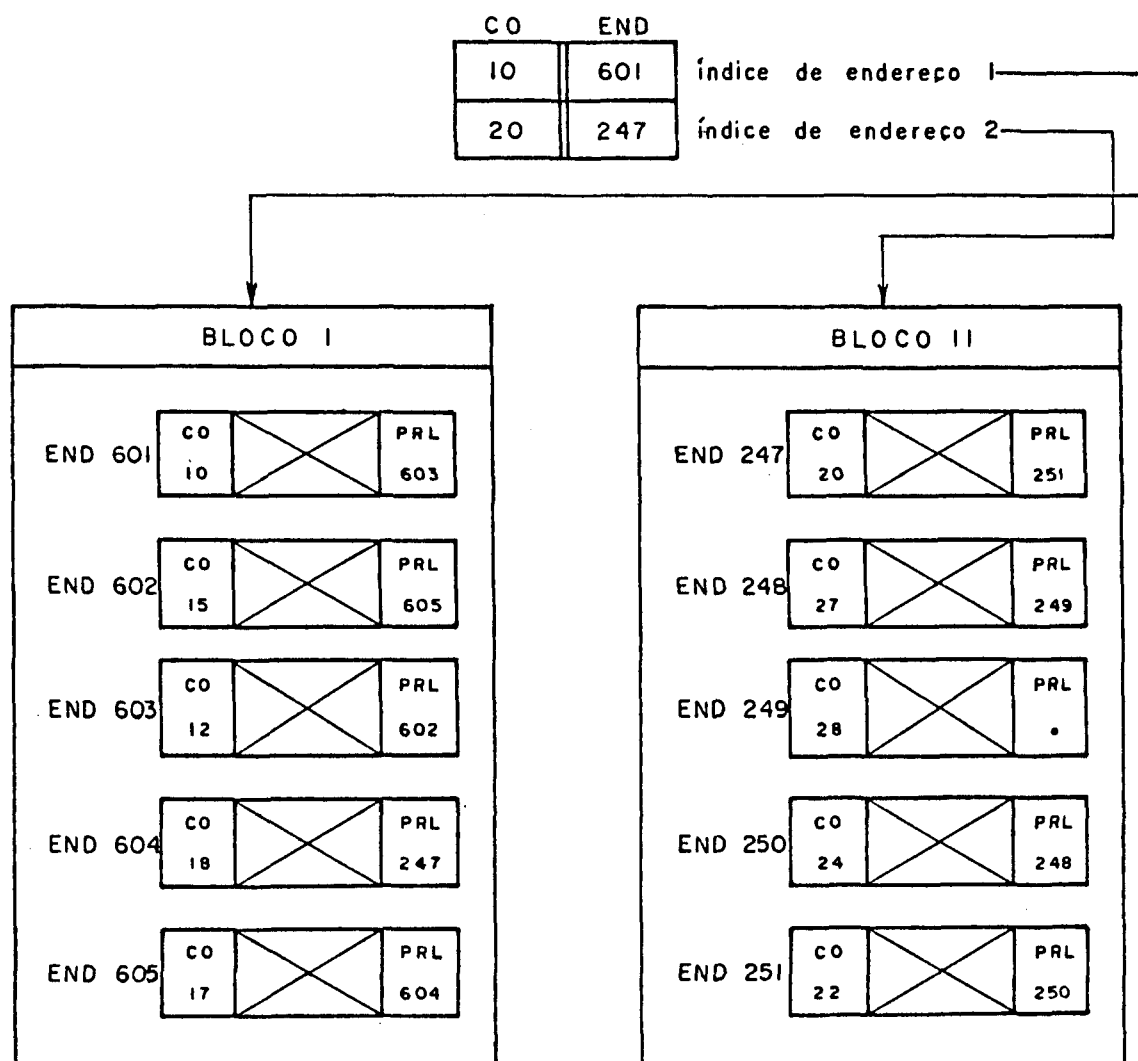 CO END
10 601 índice de endereço 1
20 247 índice de endereço 2
BLOCO I
END 601 CO 10 PRL 603
END 602 CO 15 PRL 605
END 603 CO 12 PRL 602
END 604 CO 18 PRL 247
END 605 CO 17 PRL 604
BLOCO II
END 247 CO 20 PRL 251
END 248 CO 27 PRL 249
END 249 CO 28 PRL •
END 250 CO 24 PRL 248
END 251 CO 22 PRL 250